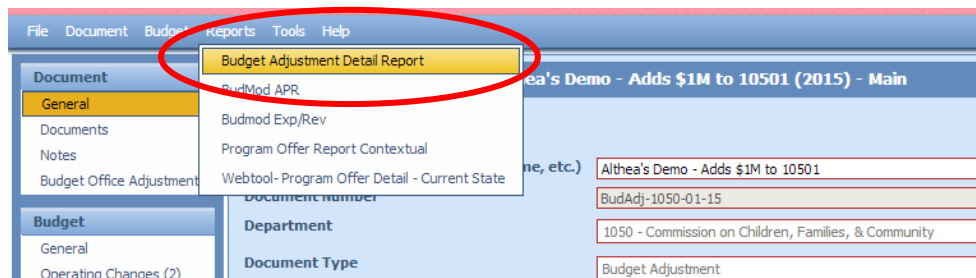 File Document Budget Reports Tools Help
Budget Adjustment Detail Report
BudMod APR
Budmod Exp/Rev
Program Offer Report Contextual
Webtool- Program Offer Detail - Current State
Document
General
Documents
Notes
Budget Office Adjustment
Budget
General
Operating Changes (2)
hea's Demo - Adds $1M to 10501 (2015) - Main
me, etc.) Althea's Demo - Adds $1M to 10501
Document Number BudAdj-1050-01-15
Department 1050 - Commission on Children, Families, & Community
Document Type Budget Adjustment